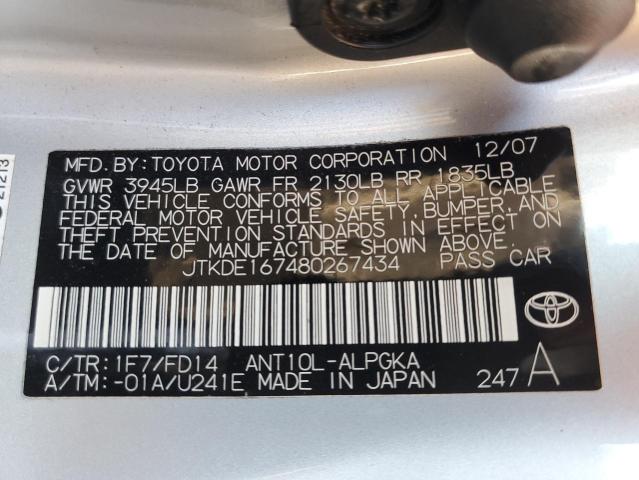 MFD.BY:TOYOTA MOTOR CORPORATION 12/07
GVWR 3945LB GAWR FR 2130LB RR 1835LB
THIS VEHICLE CONFORMS TO ALL APPLICABLE
FEDERAL MOTOR VEHICLE SAFETY,BUMPER,AND
THEFT PREVENTION STANDARDS IN EFFECT ON
THE DATE OF MANUFACTURE SHOWN ABOVE.
JTKDE167480267434 PASS CAR
C/TR:1F7/FD14 ANT10L-ALPGKA
A/TM:-01A/U241E MADE IN JAPAN 247 A